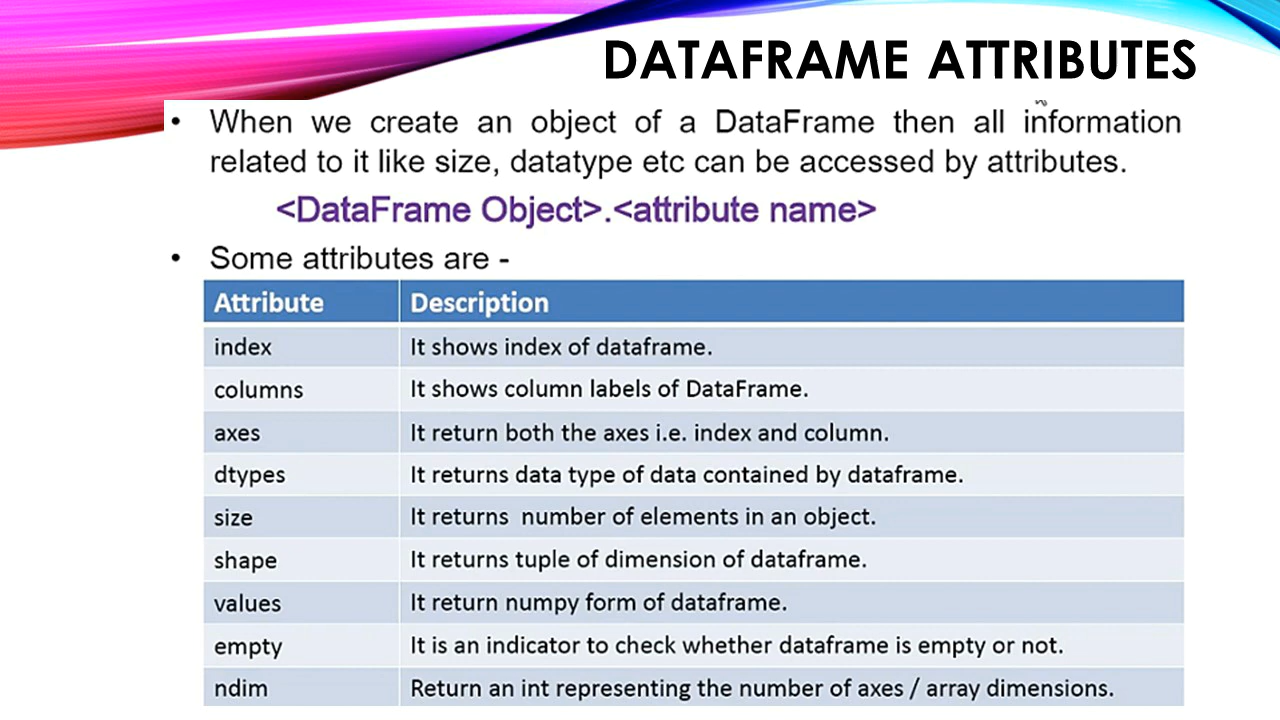 DATAFRAME ATTRIBUTES
• When we create an object of a DataFrame then all information
related to it like size, datatype etc can be accessed by attributes.
<DataFrame Object>.<attribute name>
• Some attributes are -
Attribute Description
index It shows index of dataframe.
columns It shows column labels of DataFrame.
axes It return both the axes i.e. index and column.
dtypes It returns data type of data contained by dataframe.
size It returns number of elements in an object.
shape It returns tuple of dimension of dataframe.
values It return numpy form of dataframe.
empty It is an indicator to check whether dataframe is empty or not.
ndim Return an int representing the number of axes / array dimensions.